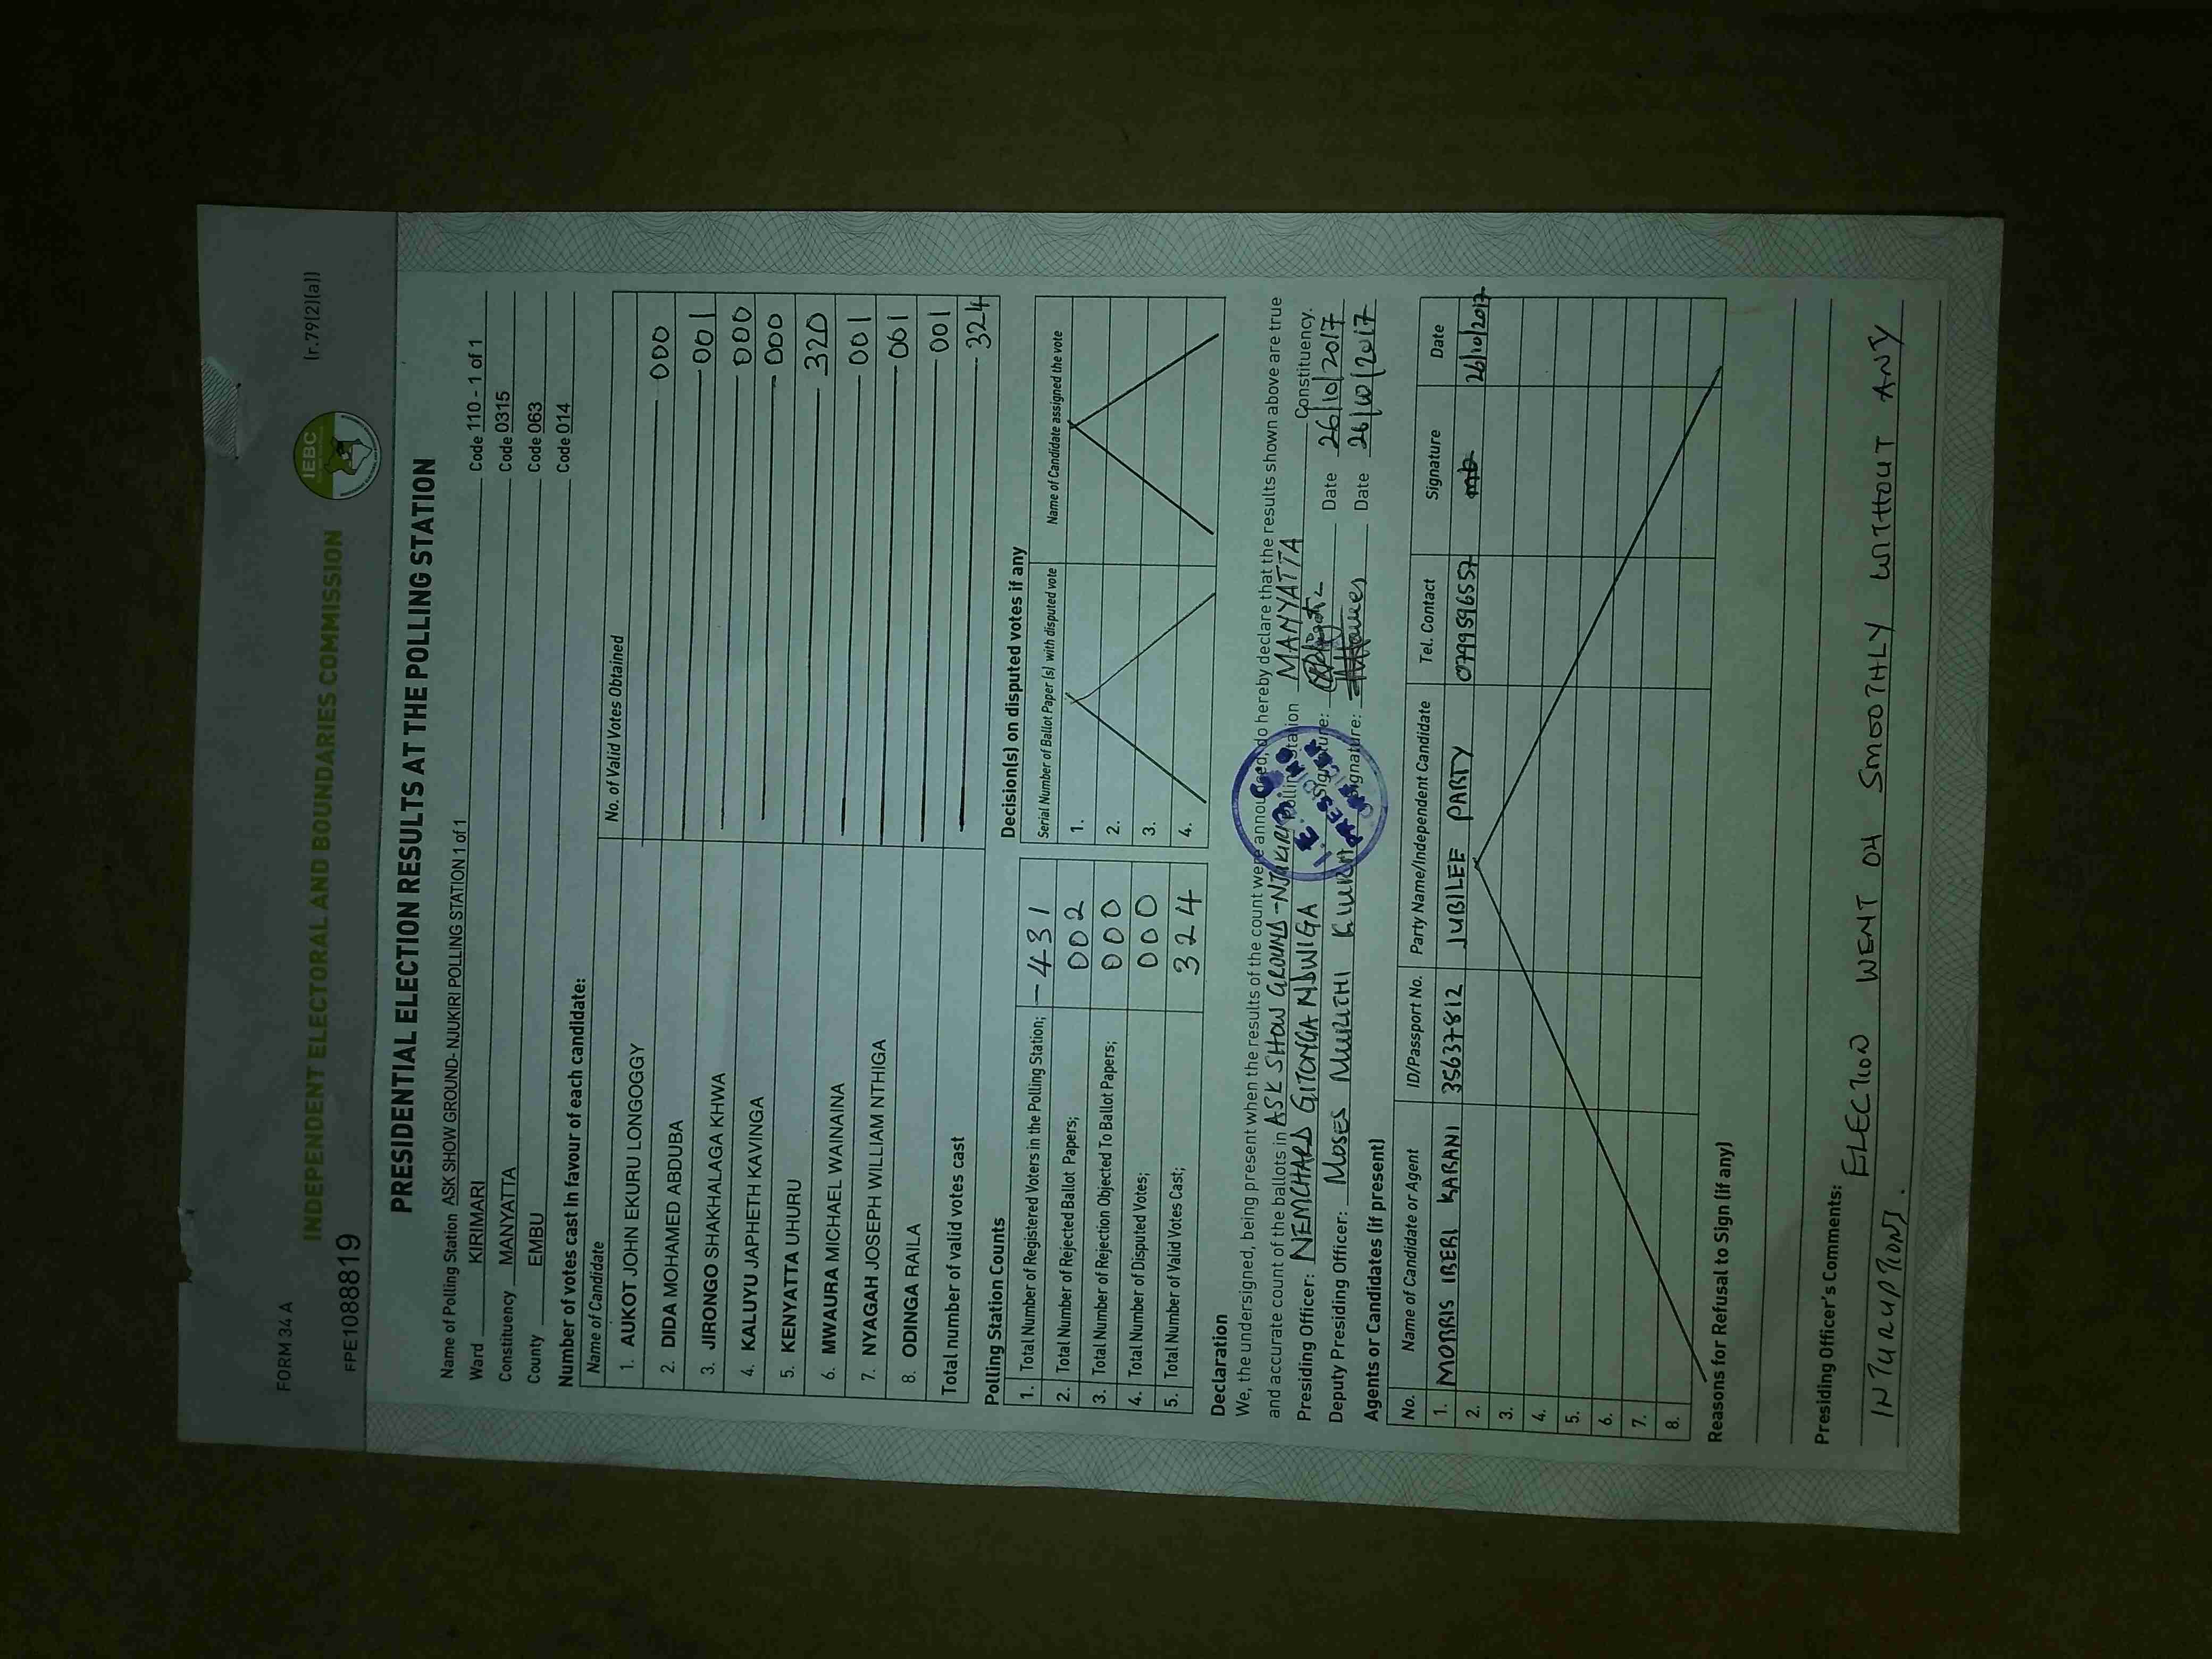 FORM 34 A
(r.79(2)(a))
INDEPENDENT ELECTORAL AND BOUNDARIES COMMISSION
IEBC
FPE1088819
PRESIDENTIAL ELECTION RESULTS AT THE POLLING STATION
Name of Polling Station ASK SHOW GROUND- NJUKIRI POLLING STATION 1 of 1 Code 110 - 1 of 1
Ward KIRIMARI Code 0315
Constituency MANYATTA Code 063
County EMBU Code 014
Number of votes cast in favour of each candidate:
Name of Candidate No. of Valid Votes Obtained
1. AUKOT JOHN EKURU LONGOGGY 000
2. DIDA MOHAMED ABDUBA 001
3. JIRONGO SHAKHALAGA KHWA 000
4. KALUYU JAPHETH KAVINGA 000
5. KENYATTA UHURU 320
6. MWAURA MICHAEL WAINAINA 001
7. NYAGAH JOSEPH WILLIAM NTHIGA 001
8. ODINGA RAILA 001
Total number of valid votes cast 324
Polling Station Counts
1. Total Number of Registered Voters in the Polling Station; - 431
2. Total Number of Rejected Ballot Papers; 002
3. Total Number of Rejection Objected To Ballot Papers; 000
4. Total Number of Disputed Votes; 000
5. Total Number of Valid Votes Cast; 324
Decision(s) on disputed votes if any
Serial Number of Ballot Paper (s) with disputed vote Name of Candidate assigned the vote
1.
2.
3.
4.
Declaration
We, the undersigned, being present when the results of the count were announced, do hereby declare that the results shown above are true
and accurate count of the ballots in ASK SHOW GROUND-NJUKIRI Polling Station MANYATTA Constituency.
Presiding Officer: NEMCHARD GITONGA NDWIGA Signature: Date 26/10/2017
Deputy Presiding Officer: MOSES MURIITHI Signature: Date 26/10/2017
I.E.B.C
PRESIDING OFFICER
Agents or Candidates (if present)
No. Name of Candidate or Agent ID/Passport No. Party Name/Independent Candidate Tel. Contact Signature Date
1. MORRIS IBERI KARANI 35637812 JUBILEE PARTY 0799596557 26/10/2017
2.
3.
4.
5.
6.
7.
8.
Reasons for Refusal to Sign (if any)
Presiding Officer's Comments: ELECTION WENT ON SMOOTHLY WITHOUT ANY
INTURUPTIONS.